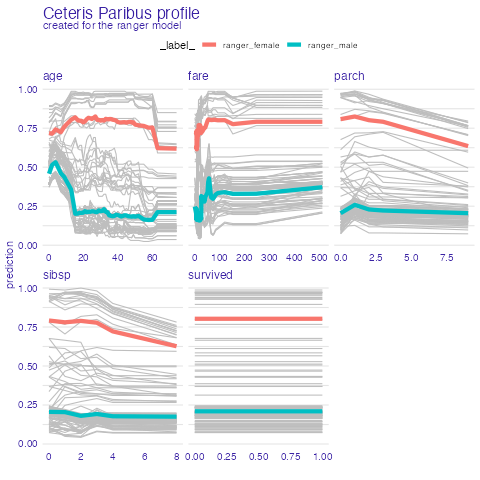 Ceteris Paribus profile
created for the ranger model
_label_ ranger_female ranger_male
age fare parch
1.00
0.75
0.50
0.25
0.00
0 20 40 60 0 100 200 300 400 500 0.0 2.5 5.0 7.5
prediction
sibsp survived
1.00
0.75
0.50
0.25
0.00
0 2 4 6 8 0.00 0.25 0.50 0.75 1.00